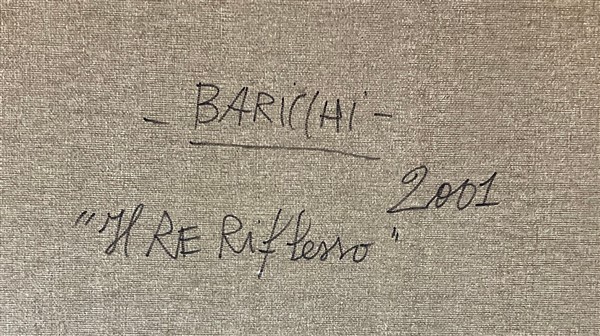 - BARICCHI -
2001
"Il RE Riflesso"